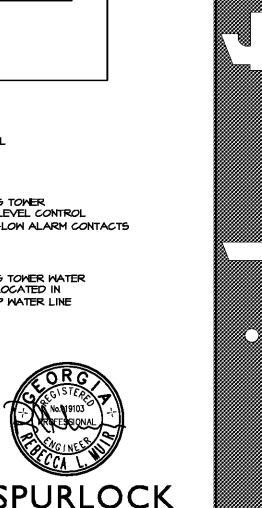 TOWER
LEVEL CONTROL
LOW ALARM CONTACTS
TOWER WATER
LOCATED IN
WATER LINE
GEORGIA
REGISTERED
No. 19103
PROFESSIONAL
ENGINEER
REBECCA L. MUIR
SPURLOCK